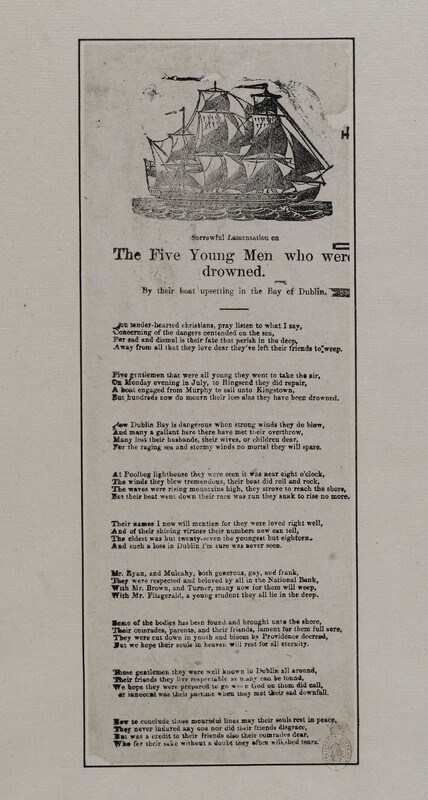 Sorrowful Lamentation on
The Five Young Men who were
drowned.
By their boat upsetting in the Bay of Dublin.
You tender-hearted christians, pray listen to what I say,
Concerning of the dangers centended on the sea,
For sad and dismal is their fate that perish in the deep,
Away from all that they love dear they've left their friends to weep.
Five gentlemen that were all young they went to take the air,
On Monday evening in July, to Ringsend they did repair,
A boat engaged from Murphy to sail unto Kingstown,
But hundreds now do mourn their loss alas they have been drowned.
Now Dublin Bay is dangerous when strong winds they do blow,
And many a gallant here there have met their overthrow,
Many lost their husbands, their wives, or children dear,
For the raging sea and stormy winds no mortal they will spare.
At Poolbeg lighthouse they were seen it was near eight o'clock,
The winds they blew tremendous, their boat did roll and rock,
The waves were rising mountains high, they strove to reach the shore,
But their boat went down their race was run they sunk to rise no more.
Their names I now will mention for they were loved right well,
And of their shining virtues their numbers now can tell,
The eldest was but twenty-seven the youngest but eighteen,
And such a loss in Dublin I'm sure was never seen.
Mr. Ryan, and Mulcahy, both generous, gay, and frank,
They were respected and beloved by all in the National Bank,
With Mr. Brown, and Turner, many now for them will weep,
With Mr. Fitzgerald, a young student they all lie in the deep.
Some of the bodies has been found and brought unto the shore,
Their comrades, parents, and their friends, lament for them full sore,
They were cut down in youth and bloom by Providence decreed,
But we hope their souls in heaven will rest for all eternity.
Those gentlemen they were well known in Dublin all around,
Their friends they live respectable as many can be found,
We hope they were prepared to go when God on them did call,
or innocent was their pastime when they met their sad downfall.
Now to conclude those mournful lines may their souls rest in peace,
They never indured any one nor did their friends disgrace,
But was a credit to their friends also their comrades dear,
Who for their sake without a doubt they often wilkshed tears.